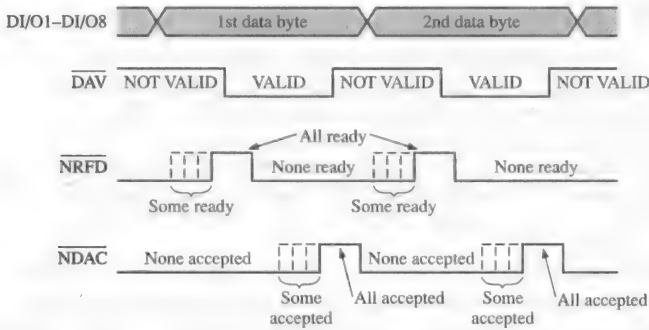 DI/O1–DI/O8 1st data byte 2nd data byte
DAV NOT VALID VALID NOT VALID VALID NOT VALID
All ready
NRFD None ready None ready
Some ready Some ready
NDAC None accepted None accepted
Some accepted All accepted Some accepted All accepted